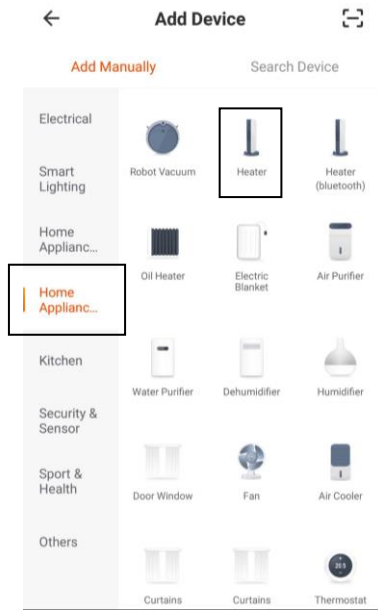 Add Device
Add Manually
Search Device
Electrical
Smart
Lighting
Home
Applianc...
Home
Applianc...
Kitchen
Security &
Sensor
Sport &
Health
Others
Robot Vacuum
Heater
Heater
(bluetooth)
Oil Heater
Electric
Blanket
Air Purifier
Water Purifier
Dehumidifier
Humidifier
Door Window
Fan
Air Cooler
Curtains
Curtains
20.5
Thermostat